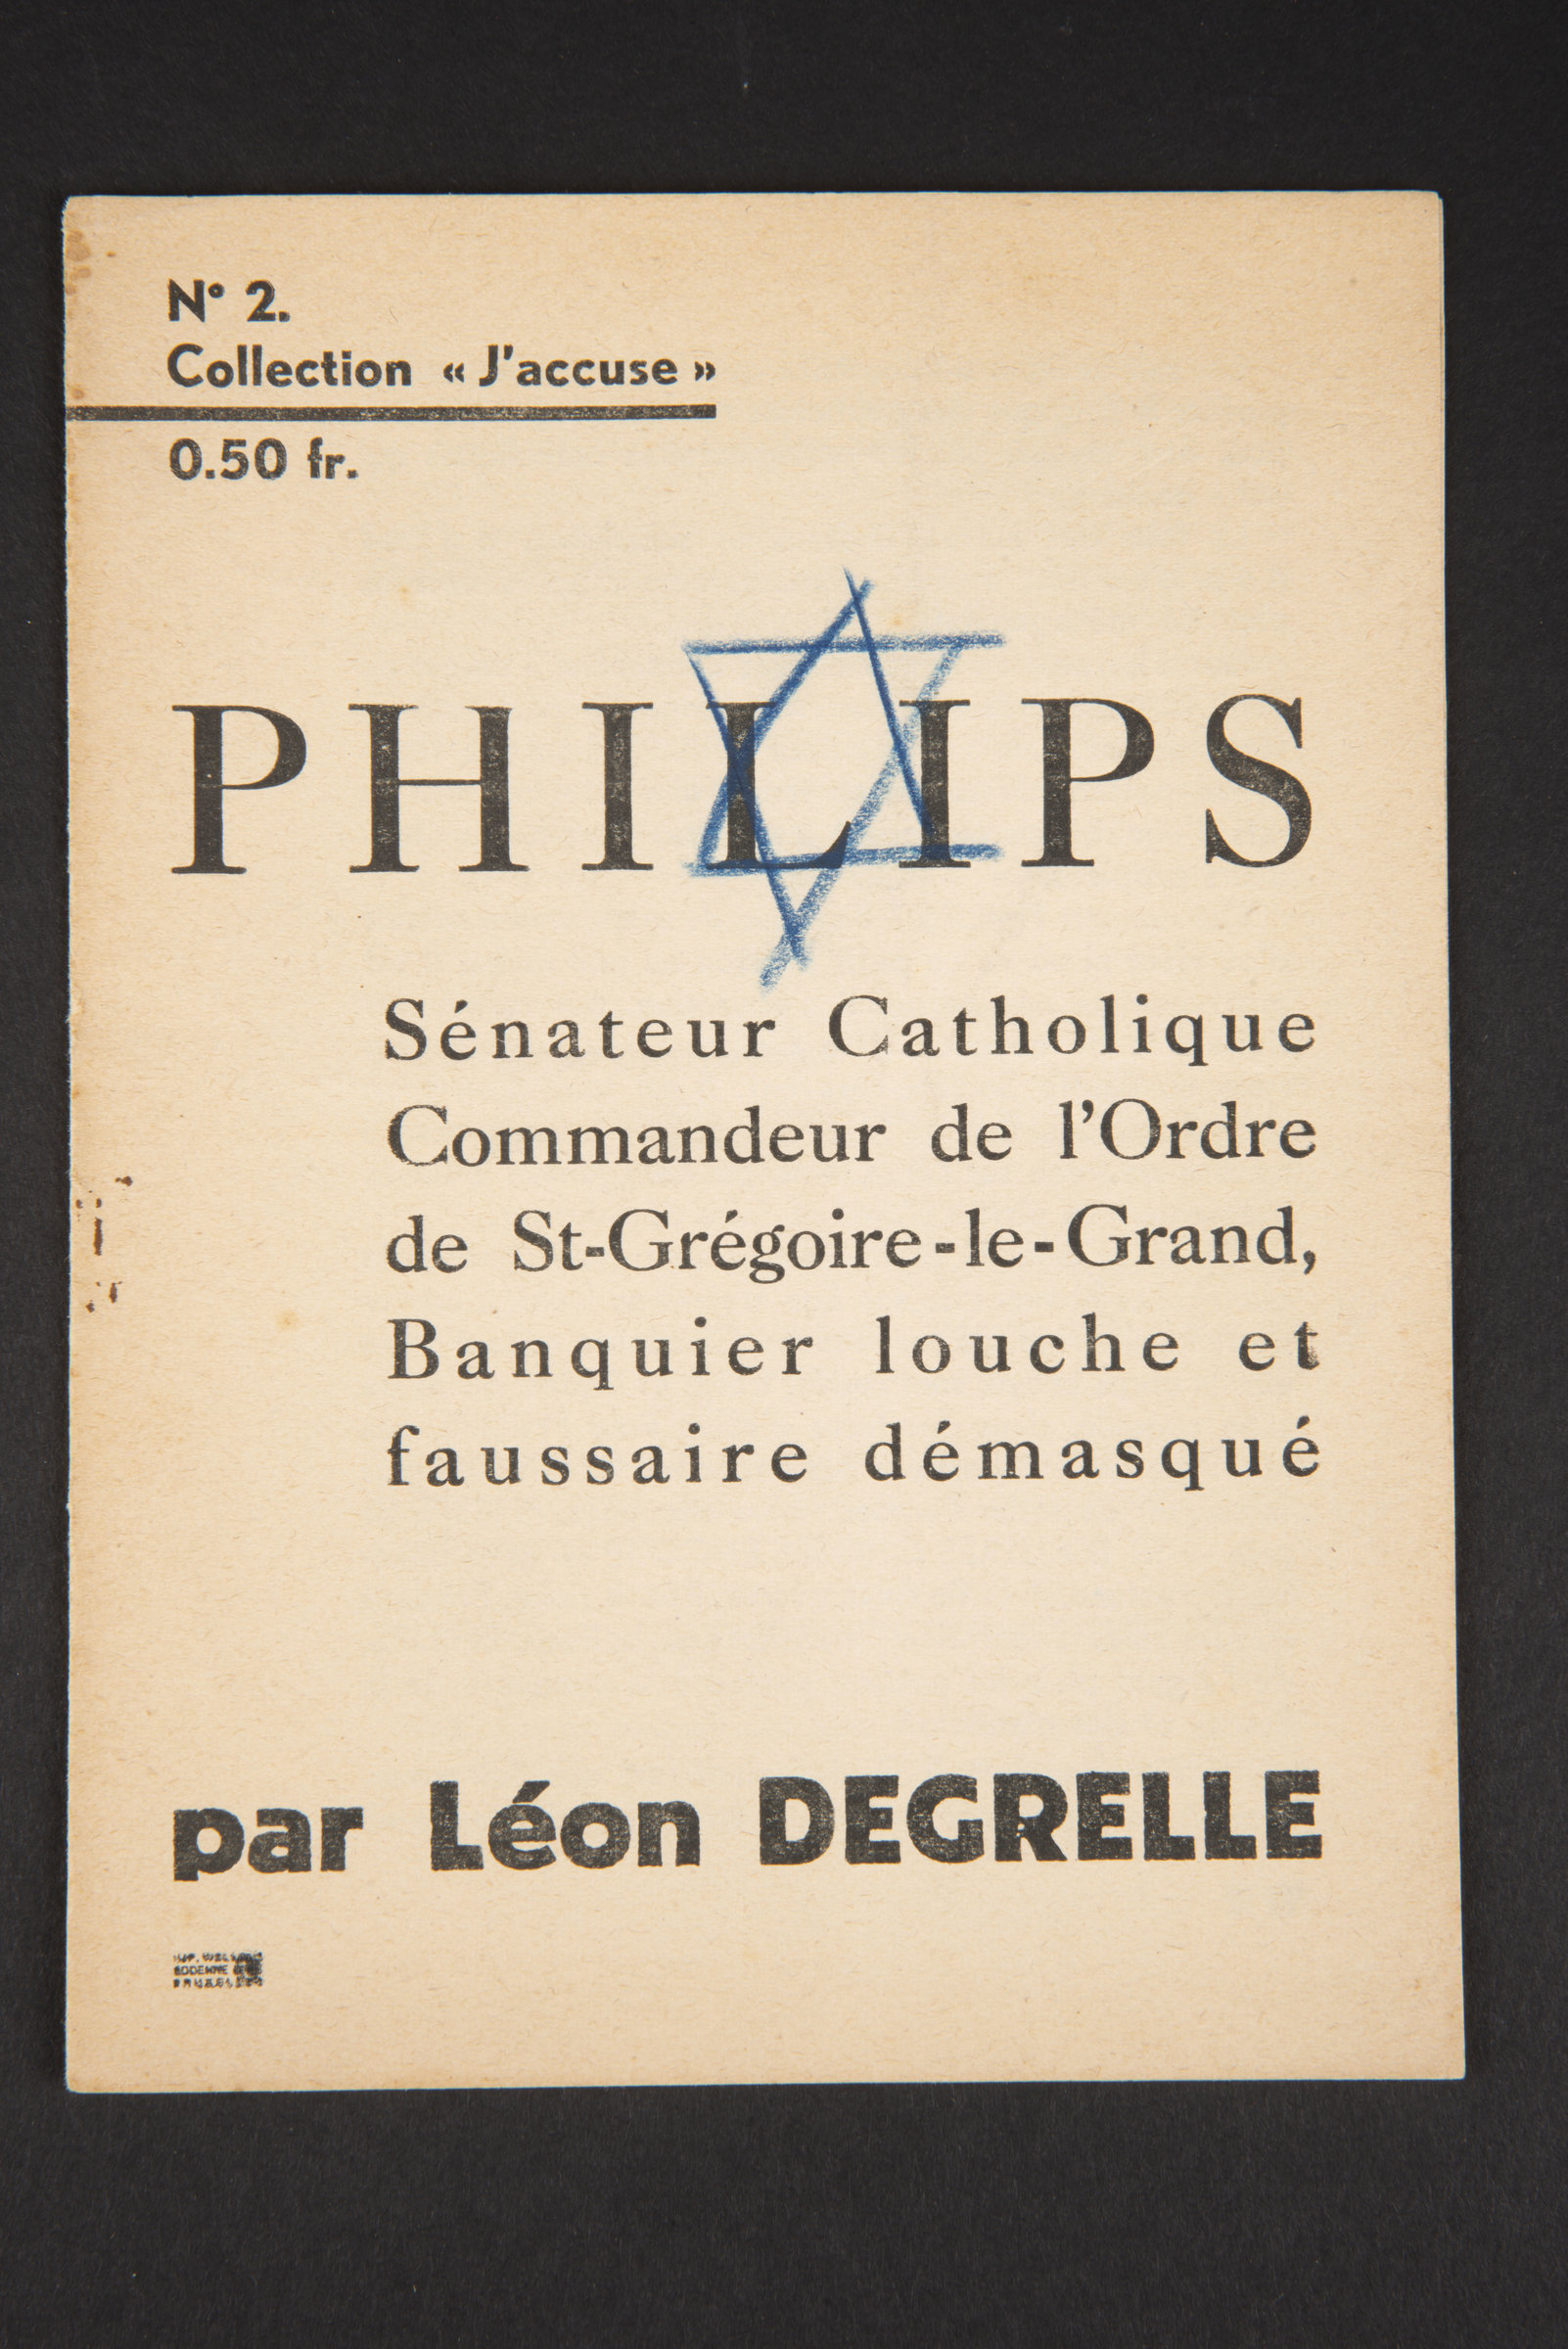 N° 2.
Collection « J'accuse »
0.50 fr.
PHILIPS
Sénateur Catholique
Commandeur de l'Ordre
de St-Grégoire-le-Grand,
Banquier louche et
faussaire démasqué
par Léon DEGRELLE